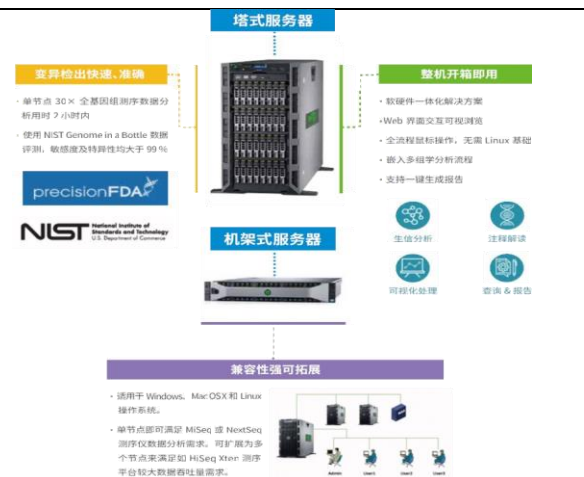 塔式服务器
变异检出快速、准确
· 单节点 30× 全基因组测序数据分
析用时 2 小时内
· 使用 NIST Genome in a Bottle 数据
评测，敏感度及特异性均大于 99%
precisionFDA
NIST
National Institute of
Standards and Technology
U.S. Department of Commerce
整机开箱即用
· 软硬件一体化解决方案
·Web 界面交互可视浏览
· 全流程鼠标操作，无需 Linux 基础
· 嵌入多组学分析流程
· 支持一键生成报告
生信分析
注释解读
可视化处理
查询 & 报告
机架式服务器
兼容性强可拓展
· 适用于 Windows、Mac OSX 和 Linux
操作系统。
· 单节点即可满足 MiSeq 或 NextSeq
测序仪数据分析需求。可扩展为多
个节点来满足如 HiSeq Xten 测序
平台较大数据吞吐量需求。
Admin
User1
User2